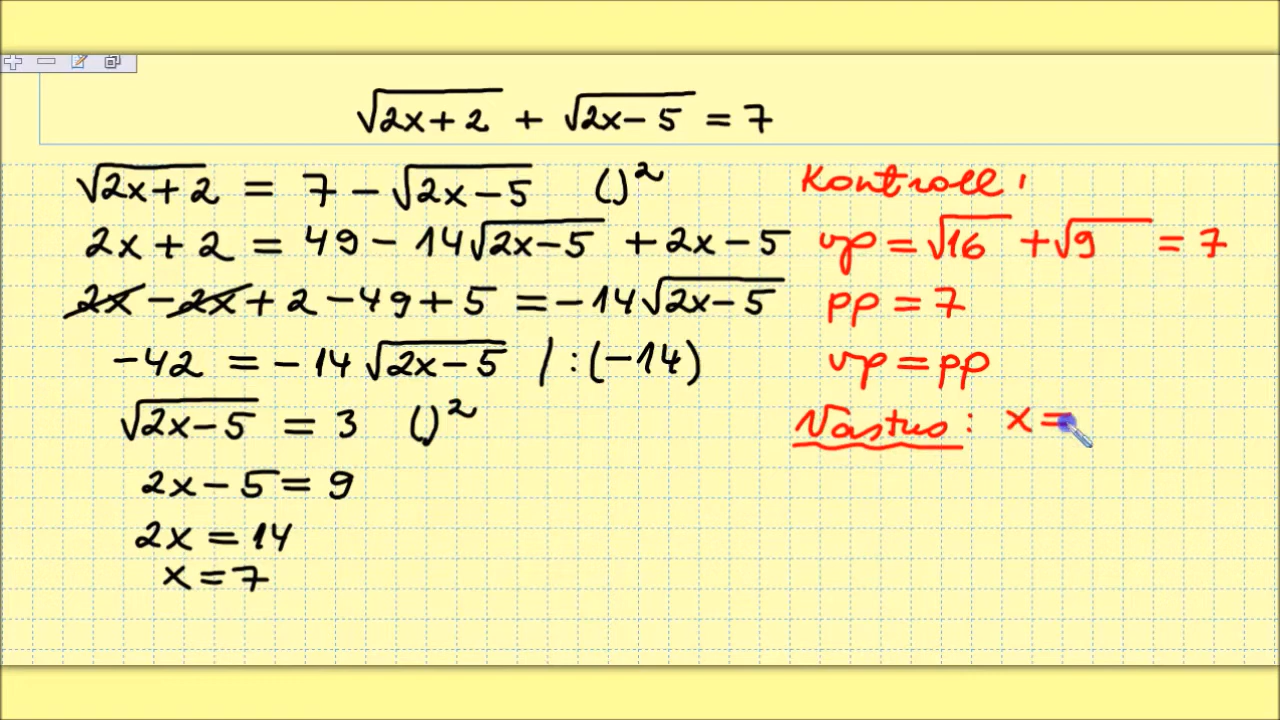 √(2x+2) + √(2x-5) = 7
√(2x+2) = 7 - √(2x-5) ()²
2x+2 = 49 - 14√(2x-5) + 2x - 5
2x - 2x + 2 - 49 + 5 = -14√(2x-5)
-42 = -14√(2x-5) | : (-14)
√(2x-5) = 3 ()²
2x - 5 = 9
2x = 14
x = 7
Kontroll :
vp = √16 + √9 = 7
pp = 7
vp = pp
Vastus : x =